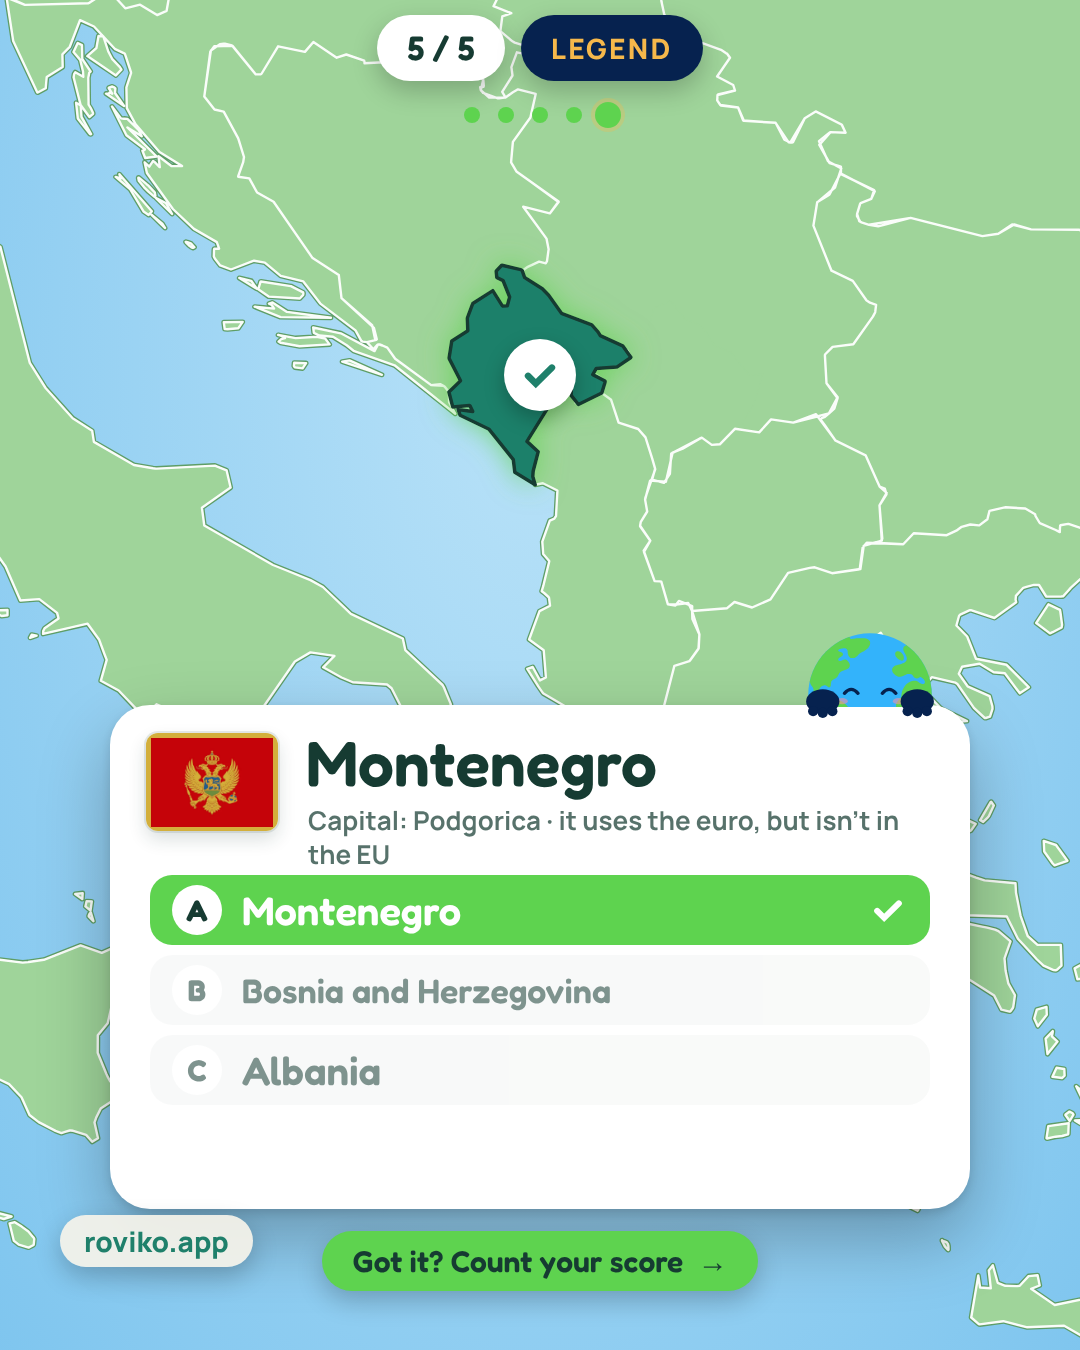 5 / 5
LEGEND
Montenegro
Capital: Podgorica · it uses the euro, but isn't in
the EU
A Montenegro
B Bosnia and Herzegovina
C Albania
roviko.app
Got it? Count your score →